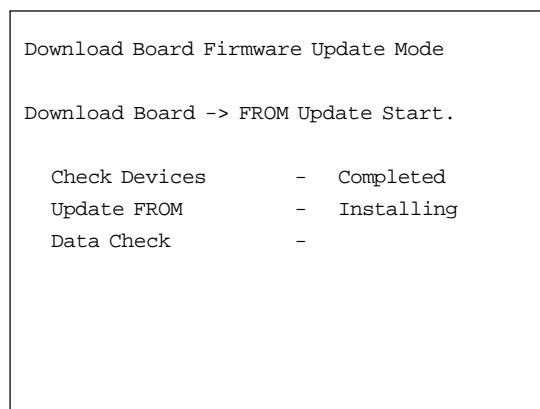 Download Board Firmware Update Mode
Download Board -> FROM Update Start.
Check Devices - Completed
Update FROM - Installing
Data Check -